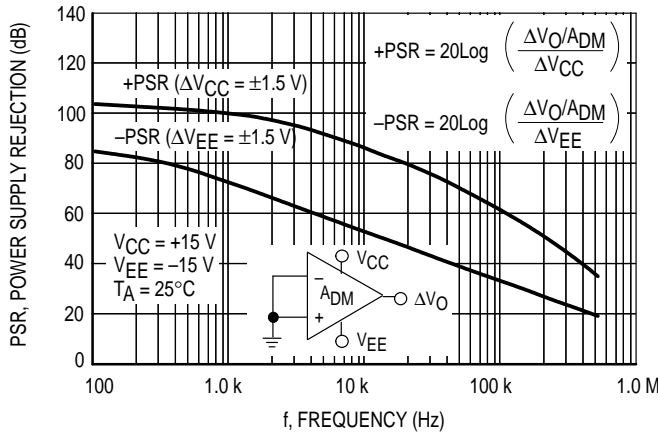 PSR, POWER SUPPLY REJECTION (dB)
140
120
100
80
60
40
20
0
+PSR (ΔVCC = ±1.5 V)
–PSR (ΔVEE = ±1.5 V)
+PSR = 20Log (ΔVO/ADM / ΔVCC)
–PSR = 20Log (ΔVO/ADM / ΔVEE)
VCC = +15 V
VEE = –15 V
TA = 25°C
VCC
–
ADM
+
ΔVO
VEE
100
1.0 k
10 k
100 k
1.0 M
f, FREQUENCY (Hz)